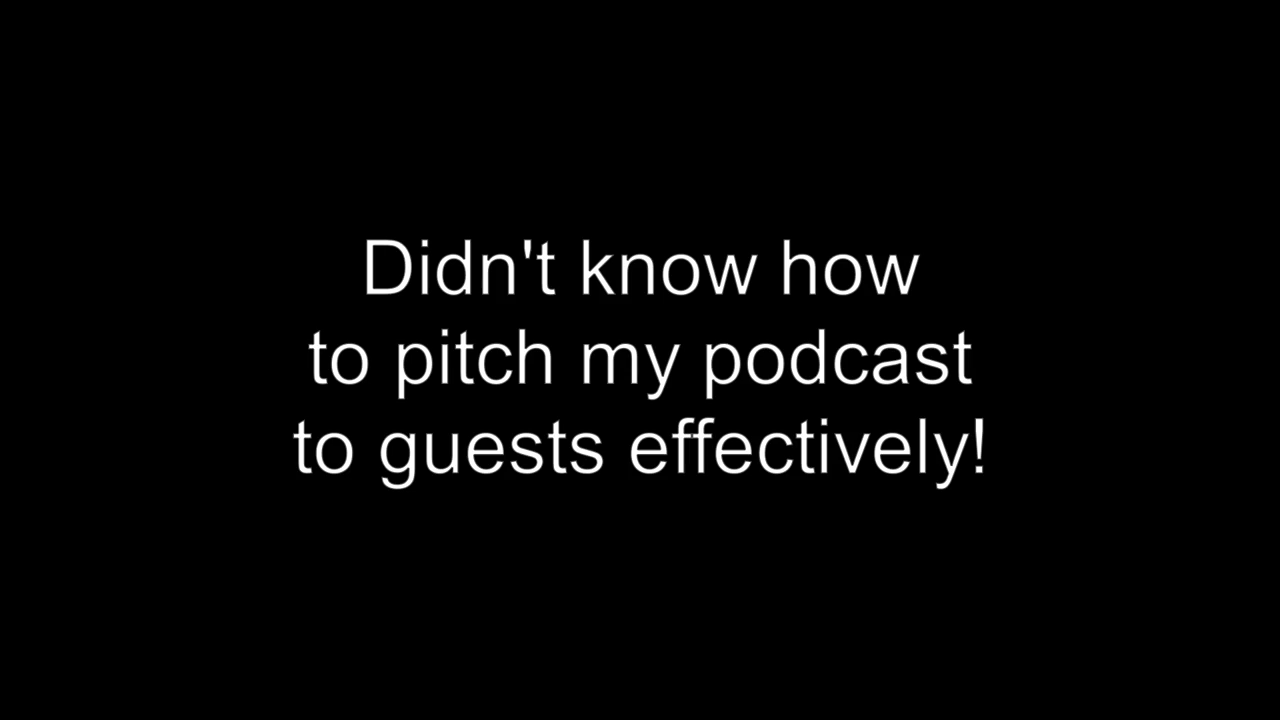 Didn't know how
to pitch my podcast
to guests effectively!